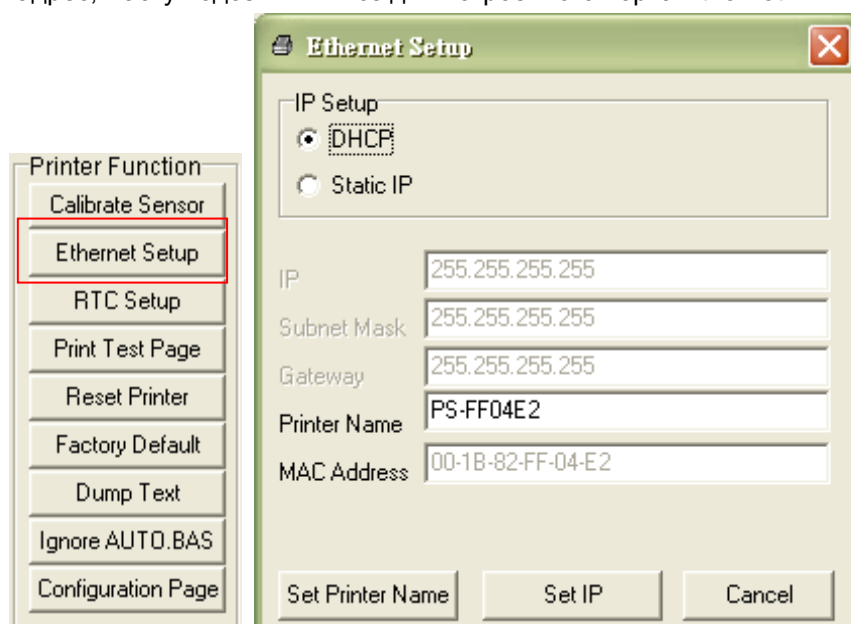 Ethernet Setup
IP Setup
DHCP
Static IP
Printer Function
Calibrate Sensor
Ethernet Setup
RTC Setup
Print Test Page
Reset Printer
Factory Default
Dump Text
Ignore AUTO.BAS
Configuration Page
IP 255.255.255.255
Subnet Mask 255.255.255.255
Gateway 255.255.255.255
Printer Name PS-FF04E2
MAC Address 00-1B-82-FF-04-E2
Set Printer Name Set IP Cancel